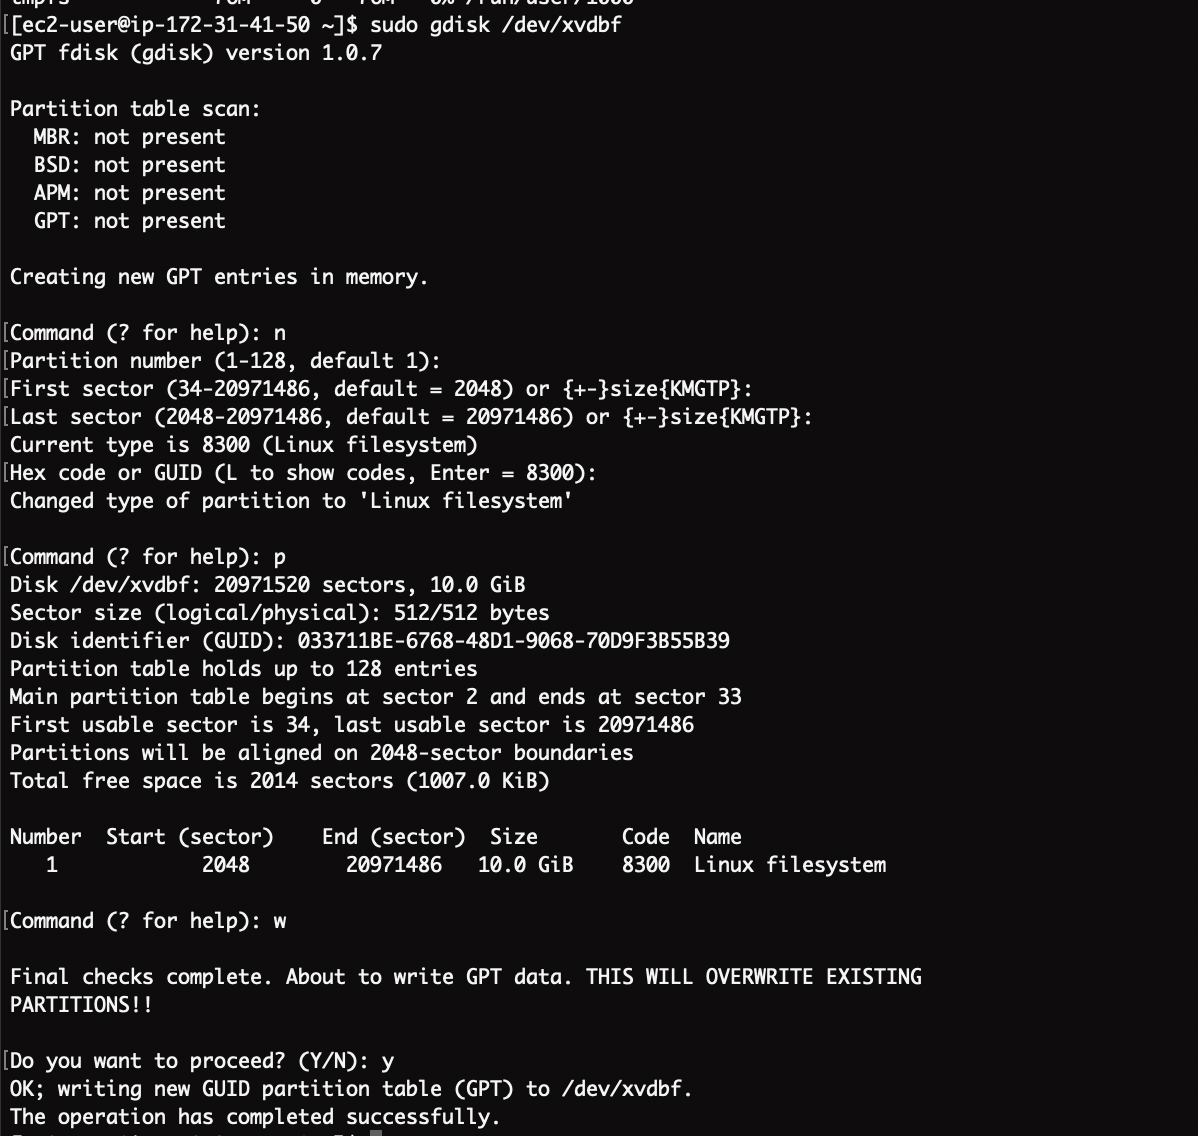 [[ec2-user@ip-172-31-41-50 ~]$ sudo gdisk /dev/xvdbf
GPT fdisk (gdisk) version 1.0.7
Partition table scan:
  MBR: not present
  BSD: not present
  APM: not present
  GPT: not present
Creating new GPT entries in memory.
[Command (? for help): n
[Partition number (1-128, default 1):
[First sector (34-20971486, default = 2048) or {+-}size{KMGTP}:
[Last sector (2048-20971486, default = 20971486) or {+-}size{KMGTP}:
Current type is 8300 (Linux filesystem)
[Hex code or GUID (L to show codes, Enter = 8300):
Changed type of partition to 'Linux filesystem'
[Command (? for help): p
Disk /dev/xvdbf: 20971520 sectors, 10.0 GiB
Sector size (logical/physical): 512/512 bytes
Disk identifier (GUID): 033711BE-6768-48D1-9068-70D9F3B55B39
Partition table holds up to 128 entries
Main partition table begins at sector 2 and ends at sector 33
First usable sector is 34, last usable sector is 20971486
Partitions will be aligned on 2048-sector boundaries
Total free space is 2014 sectors (1007.0 KiB)
Number  Start (sector)    End (sector)  Size       Code  Name
   1            2048        20971486   10.0 GiB    8300  Linux filesystem
[Command (? for help): w
Final checks complete. About to write GPT data. THIS WILL OVERWRITE EXISTING
PARTITIONS!!
[Do you want to proceed? (Y/N): y
OK; writing new GUID partition table (GPT) to /dev/xvdbf.
The operation has completed successfully.